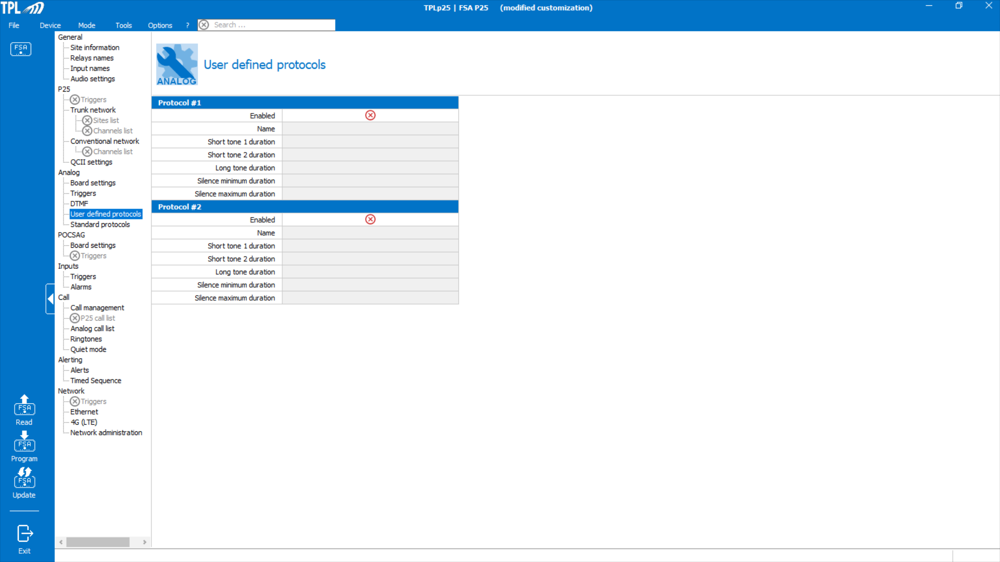 TPL
TPLp25 | FSA P25 (modified customization)
File Device Mode Tools Options ? Search ...
FSA
General
Site information
Relays names
Input names
Audio settings
P25
Triggers
Trunk network
Sites list
Channels list
Conventional network
Channels list
QCII settings
Analog
Board settings
Triggers
DTMF
User defined protocols
Standard protocols
POCSAG
Board settings
Triggers
Inputs
Triggers
Alarms
Call
Call management
P25 call list
Analog call list
Ringtones
Quiet mode
Alerting
Alerts
Timed Sequence
Network
Triggers
Ethernet
4G (LTE)
Network administration
FSA
Read
FSA
Program
FSA
Update
Exit
ANALOG
User defined protocols
Protocol #1
Enabled
Name
Short tone 1 duration
Short tone 2 duration
Long tone duration
Silence minimum duration
Silence maximum duration
Protocol #2
Enabled
Name
Short tone 1 duration
Short tone 2 duration
Long tone duration
Silence minimum duration
Silence maximum duration